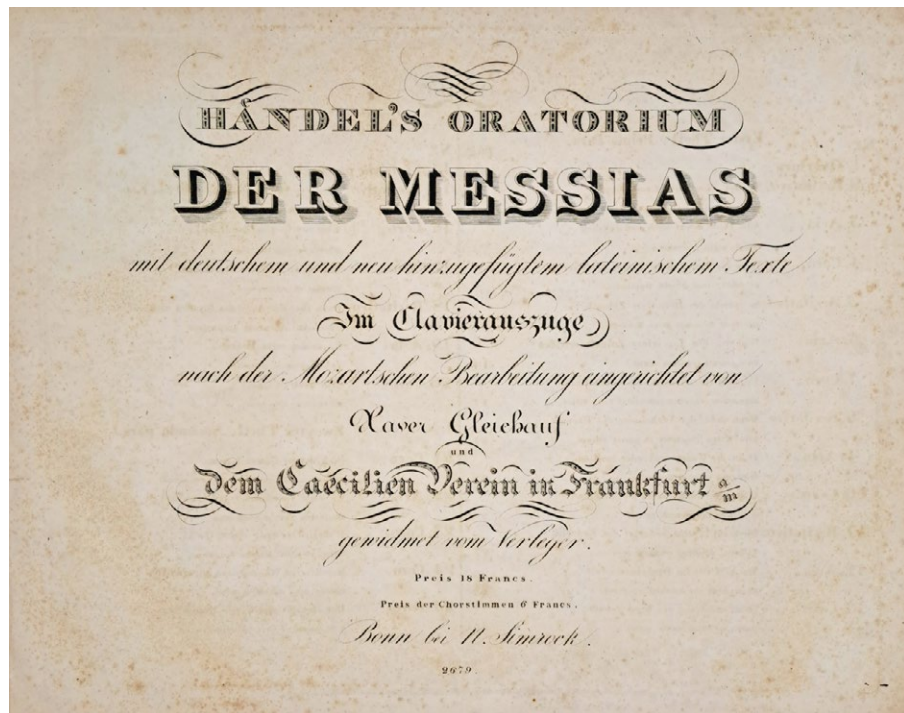 HÄNDEL'S ORATORIUM
DER MESSIAS
mit deutschem und neu hinzugefügtem lateinischem Texte
Im Clavierauszuge
nach der Mozartschen Bearbeitung eingerichtet von
Xaver Gleichauf
und
dem Caecilien Verein in Frankfurt a/m
gewidmet vom Verleger.
Preis 18 Francs.
Preis der Chorstimmen 6 Francs.
Bonn bei N. Simrock.
2679.